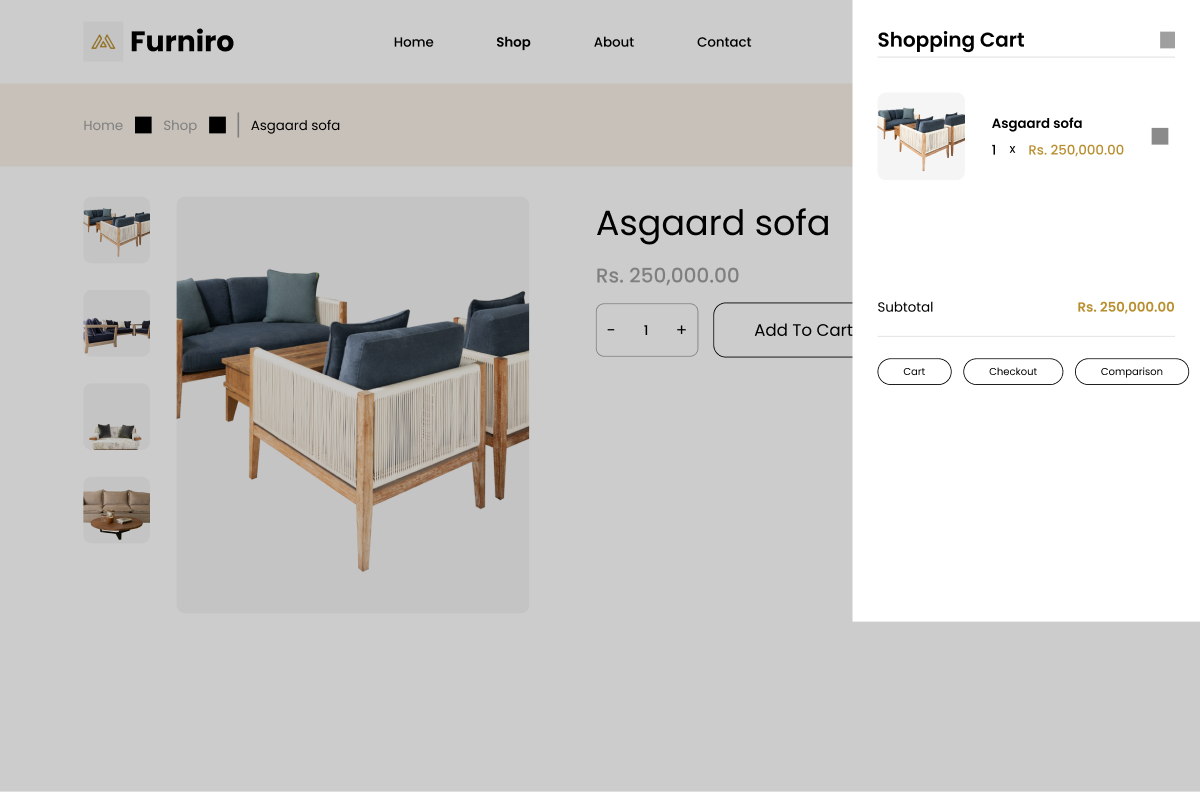 Furniro
Home Shop About Contact
Home Shop Asgaard sofa
Asgaard sofa
Rs. 250,000.00
- 1 +
Add To Cart
Shopping Cart
Asgaard sofa
1 x Rs. 250,000.00
Subtotal Rs. 250,000.00
Cart Checkout Comparison